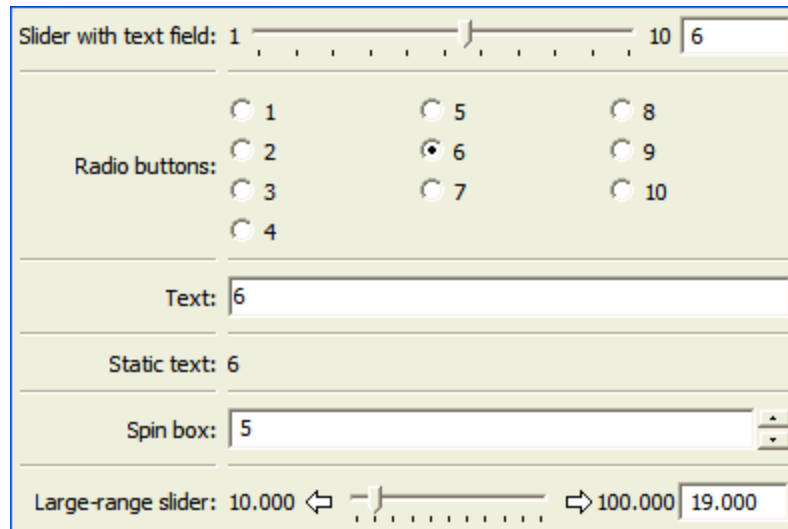 Slider with text field: 1 10 6
1 5 8
2 6 9
Radio buttons:
3 7 10
4
Text: 6
Static text: 6
Spin box: 5
Large-range slider: 10.000 100.000 19.000